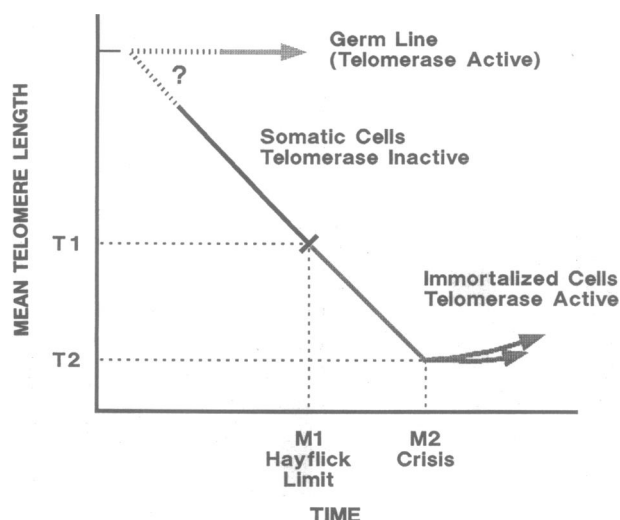 Germ Line
(Telomerase Active)
?
Somatic Cells
Telomerase Inactive
MEAN TELOMERE LENGTH
T1
Immortalized Cells
Telomerase Active
T2
M1
Hayflick
Limit
M2
Crisis
TIME